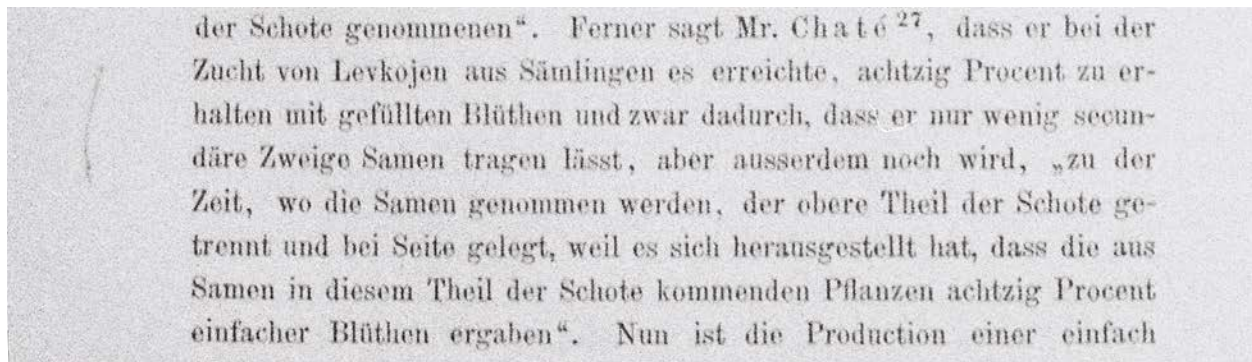 der Schote genommenen“. Ferner sagt Mr. Chaté 27, dass er bei der
Zucht von Levkojen aus Sämlingen es erreichte, achtzig Procent zu er-
halten mit gefüllten Blüthen und zwar dadurch, dass er nur wenig secun-
däre Zweige Samen tragen lässt, aber ausserdem noch wird, „zu der
Zeit, wo die Samen genommen werden, der obere Theil der Schote ge-
trennt und bei Seite gelegt, weil es sich herausgestellt hat, dass die aus
Samen in diesem Theil der Schote kommenden Pflanzen achtzig Procent
einfacher Blüthen ergaben“. Nun ist die Production einer einfach